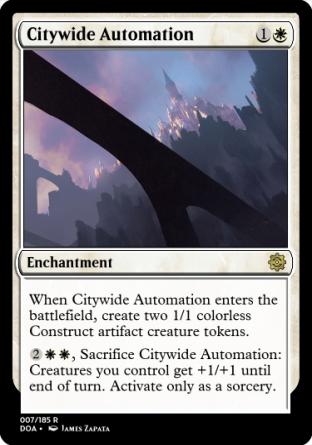 Citywide Automation 1
Enchantment
When Citywide Automation enters the
battlefield, create two 1/1 colorless
Construct artifact creature tokens.
2, Sacrifice Citywide Automation:
Creatures you control get +1/+1 until
end of turn. Activate only as a sorcery.
007/185 R
DOA • James Zapata